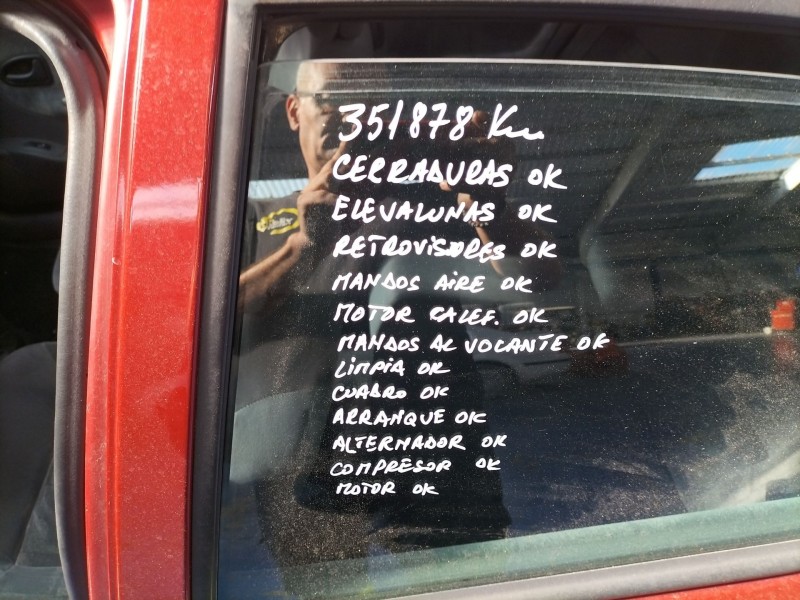 351878 Km
CERRADURAS OK
ELEVALUNAS OK
RETROVISORES OK
MANDOS AIRE OK
MOTOR CALEF. OK
MANDOS AL VOLANTE OK
LIMPIA OK
CUADRO OK
ARRANQUE OK
ALTERNADOR OK
COMPRESOR OK
MOTOR OK